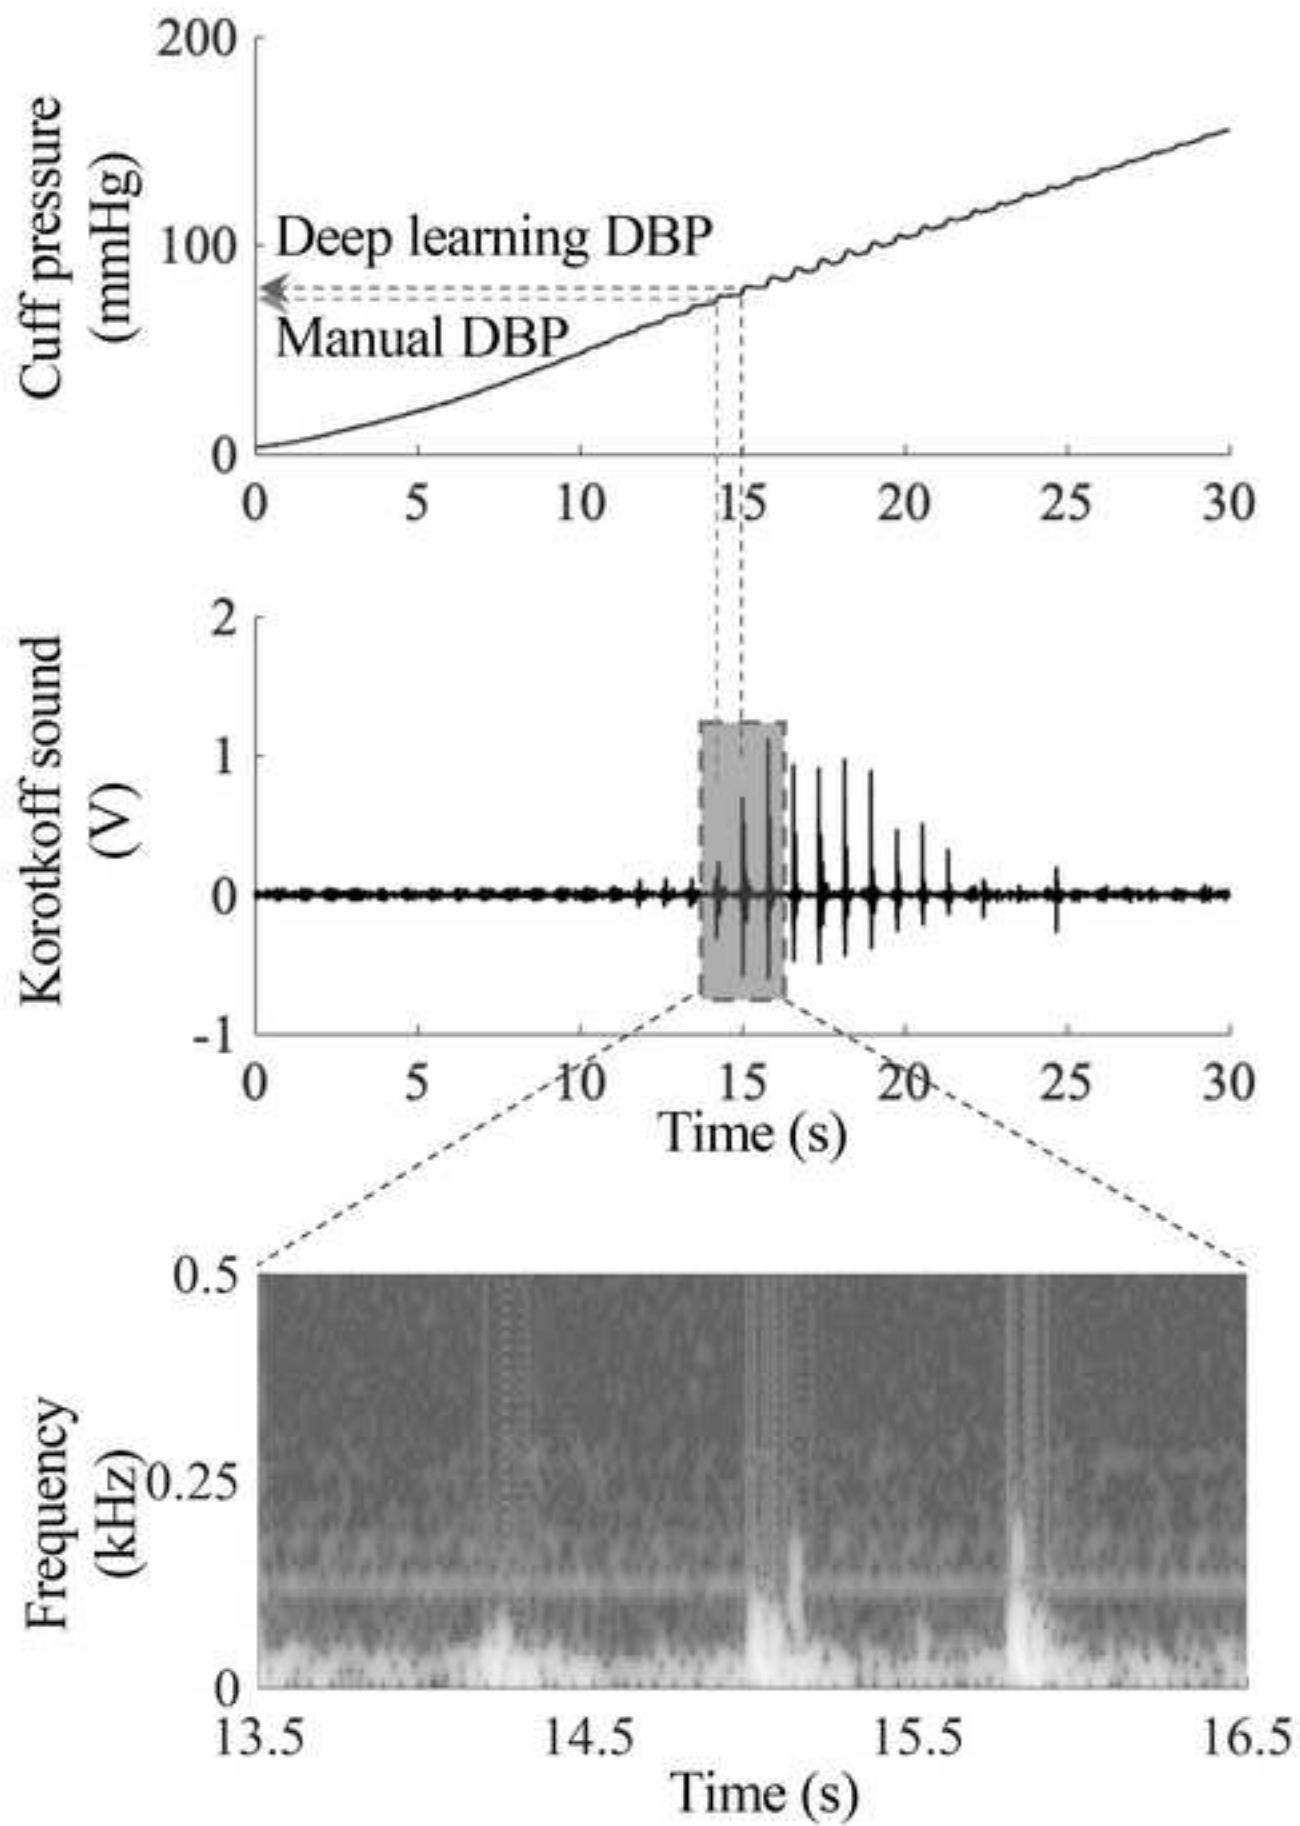 200
Cuff pressure
(mmHg)
100
Deep learning DBP
Manual DBP
0
0 5 10 15 20 25 30
2
Korotkoff sound
(V)
1
0
-1
0 5 10 15 20 25 30
Time (s)
0.5
Frequency
(kHz)
0.25
0
13.5 14.5 15.5 16.5
Time (s)